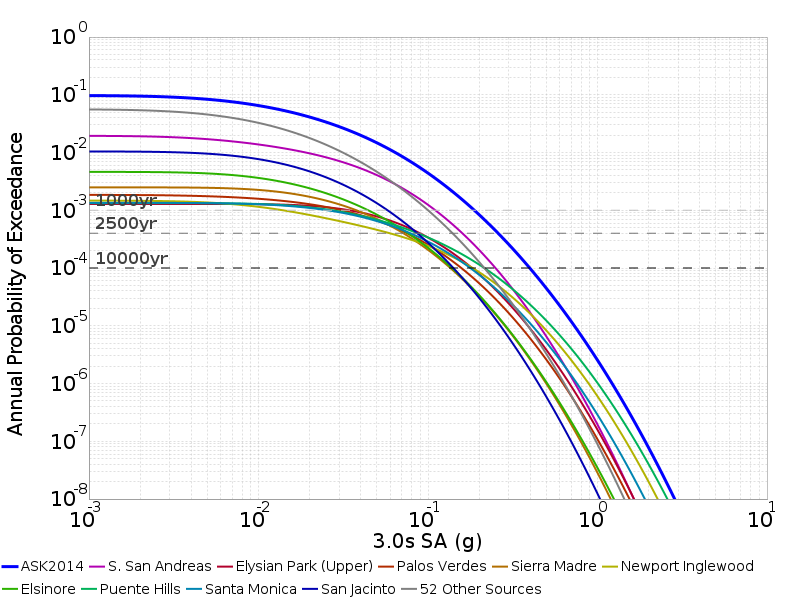 Annual Probability of Exceedance
10^0
10^-1
10^-2
10^-3
10^-4
10^-5
10^-6
10^-7
10^-8
1000yr
2500yr
10000yr
10^-3 10^-2 10^-1 10^0 10^1
3.0s SA (g)
ASK2014 S. San Andreas Elysian Park (Upper) Palos Verdes Sierra Madre Newport Inglewood
Elsinore Puente Hills Santa Monica San Jacinto 52 Other Sources